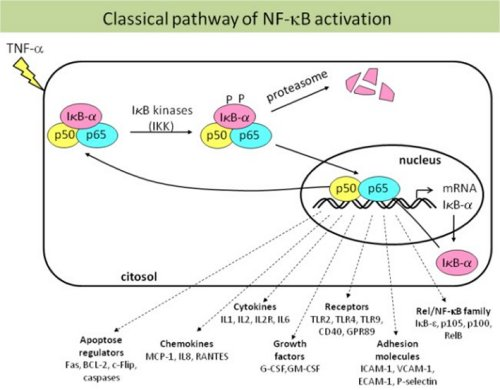 Classical pathway of NF-κB activation
TNF-α
P P
proteasome
IκB-α
IκB kinases
(IKK)
IκB-α
p50
p65
p50
p65
nucleus
p50
p65
mRNA
IκB-α
IκB-α
citosol
Cytokines
IL1, IL2, IL2R, IL6
Receptors
TLR2, TLR4, TLR9,
CD40, GPR89
Rel/NF-κB family
IκB-ε, p105, p100,
RelB
Apoptose
regulators
Fas, BCL-2, c-Flip,
caspases
Chemokines
MCP-1, IL8, RANTES
Growth
factors
G-CSF,GM-CSF
Adhesion
molecules
ICAM-1, VCAM-1,
ECAM-1, P-selectin